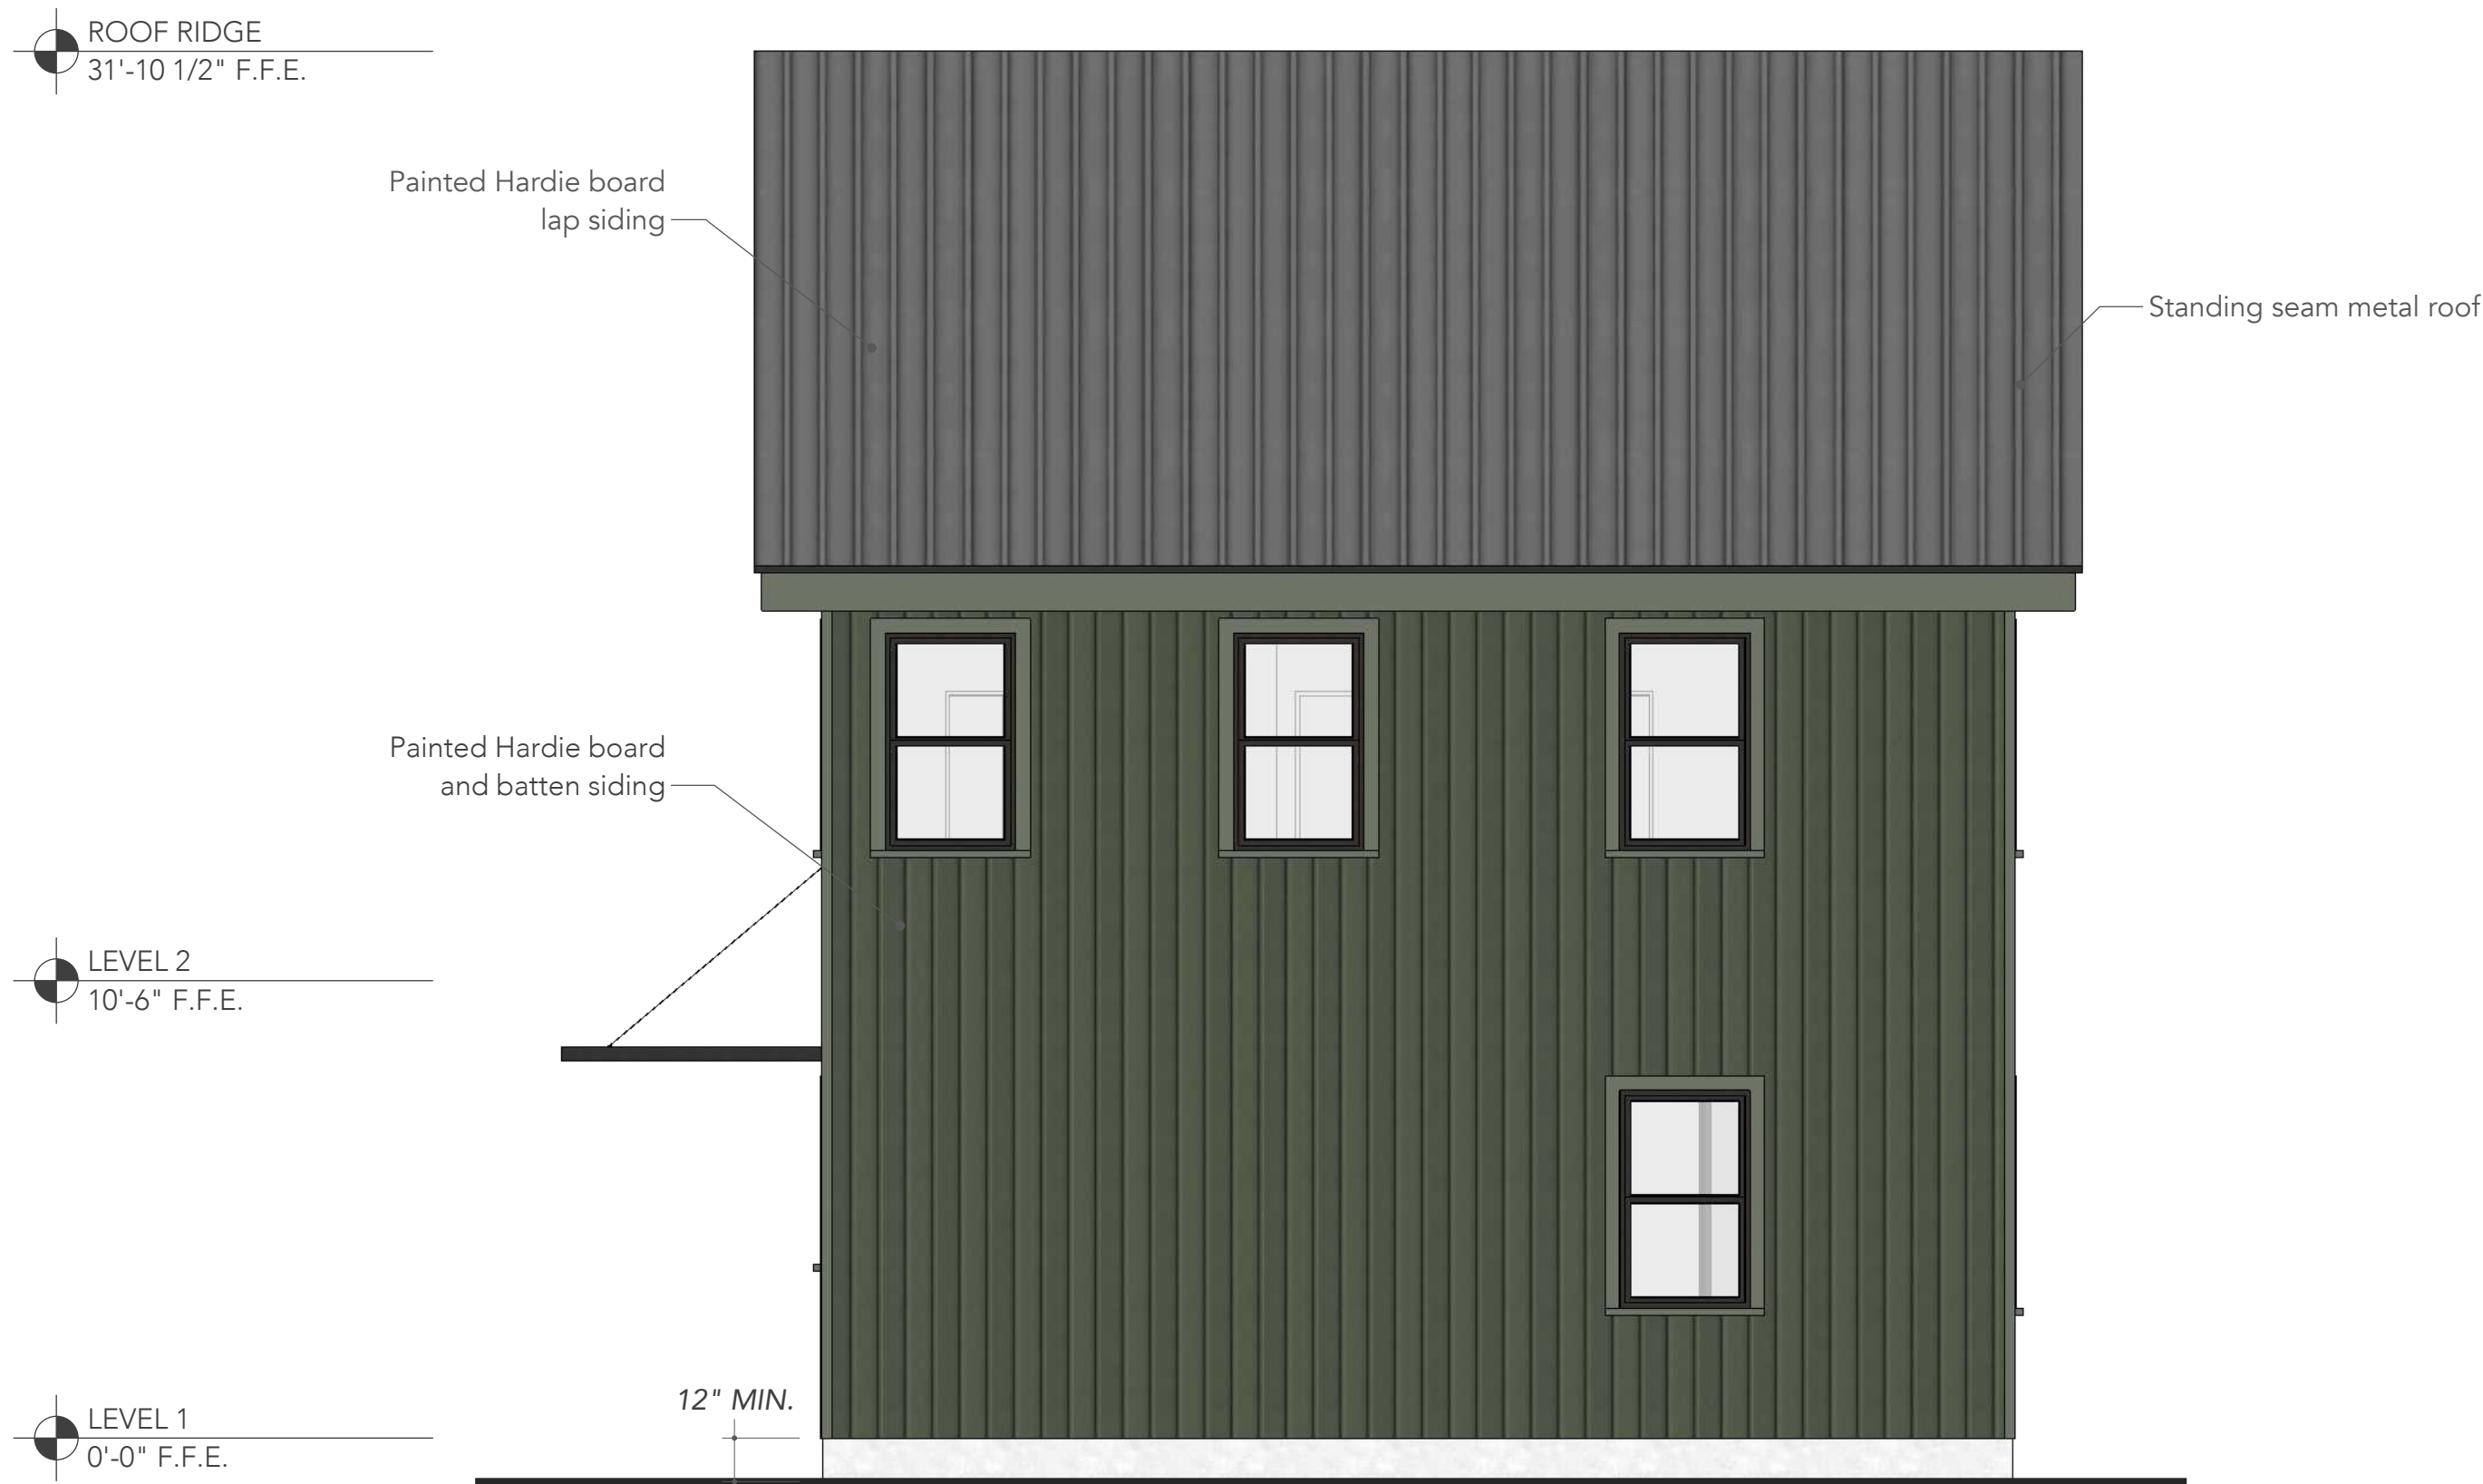 ROOF RIDGE
31'-10 1/2" F.F.E.
Painted Hardie board
lap siding
Standing seam metal roof
Painted Hardie board
and batten siding
LEVEL 2
10'-6" F.F.E.
12" MIN.
LEVEL 1
0'-0" F.F.E.